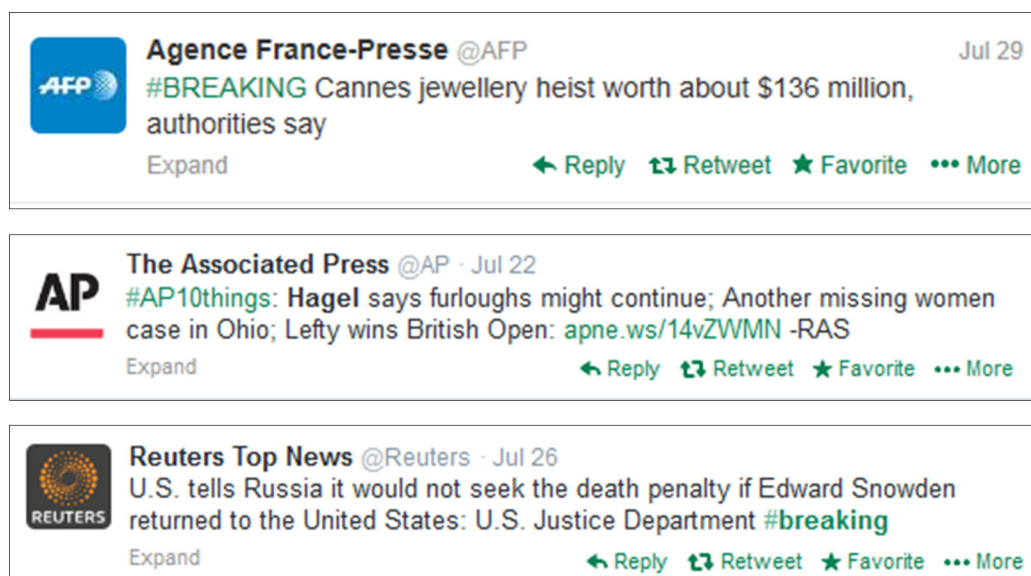 AFP
Agence France-Presse @AFP Jul 29
#BREAKING Cannes jewellery heist worth about $136 million,
authorities say
Expand Reply Retweet Favorite More
AP
The Associated Press @AP · Jul 22
#AP10things: Hagel says furloughs might continue; Another missing women
case in Ohio; Lefty wins British Open: apne.ws/14vZWMN -RAS
Expand Reply Retweet Favorite More
REUTERS
Reuters Top News @Reuters · Jul 26
U.S. tells Russia it would not seek the death penalty if Edward Snowden
returned to the United States: U.S. Justice Department #breaking
Expand Reply Retweet Favorite More